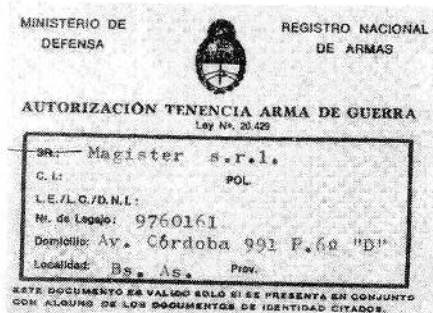 MINISTERIO DE
DEFENSA
REGISTRO NACIONAL
DE ARMAS
AUTORIZACIÓN TENENCIA ARMA DE GUERRA
Ley Nº. 20.429
SR.: Magister s.r.l.
C. I.: POL.
L.E./L.C./D.N.I.:
Nº. de Legajo: 9760161
Domicilio: Av. Córdoba 991 P.6º "D"
Localidad: Bs. As. Prov.
ESTE DOCUMENTO ES VALIDO SOLO SI SE PRESENTA EN CONJUNTO
CON ALGUNO DE LOS DOCUMENTOS DE IDENTIDAD CITADOS.